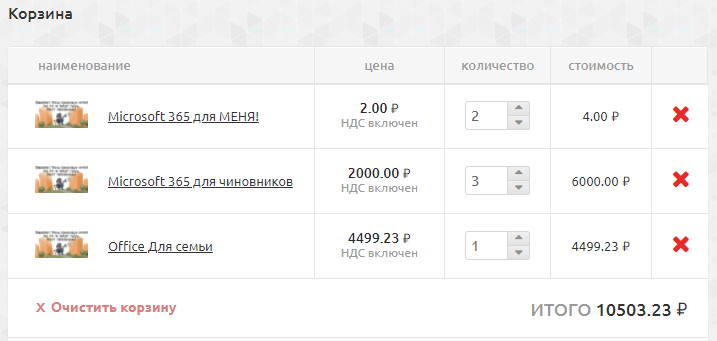 Корзина
наименование цена количество стоимость
Microsoft 365 для МЕНЯ! 2.00 ₽ 2 4.00 ₽
НДС включен
Microsoft 365 для чиновников 2000.00 ₽ 3 6000.00 ₽
НДС включен
Office Для семьи 4499.23 ₽ 1 4499.23 ₽
НДС включен
X Очистить корзину ИТОГО 10503.23 ₽